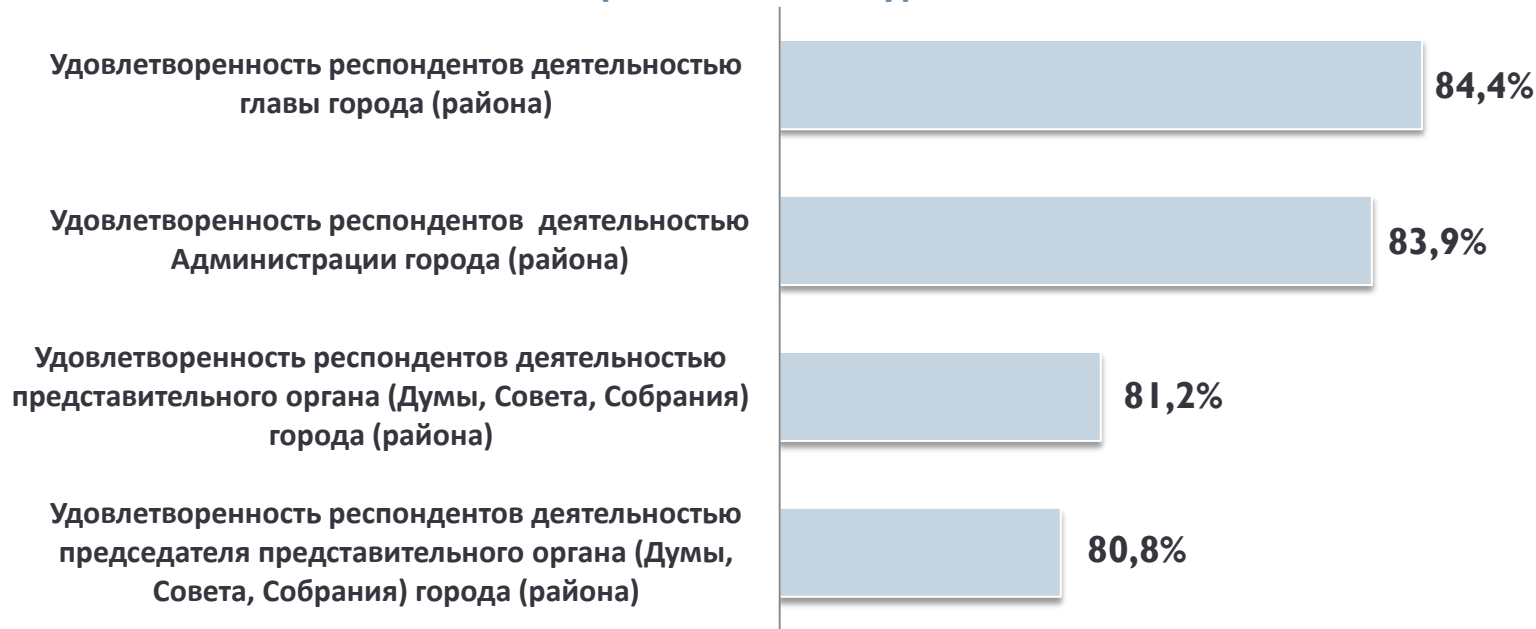 Удовлетворенность респондентов деятельностью
главы города (района)
84,4%
Удовлетворенность респондентов деятельностью
Администрации города (района)
83,9%
Удовлетворенность респондентов деятельностью
представительного органа (Думы, Совета, Собрания)
города (района)
81,2%
Удовлетворенность респондентов деятельностью
председателя представительного органа (Думы,
Совета, Собрания) города (района)
80,8%